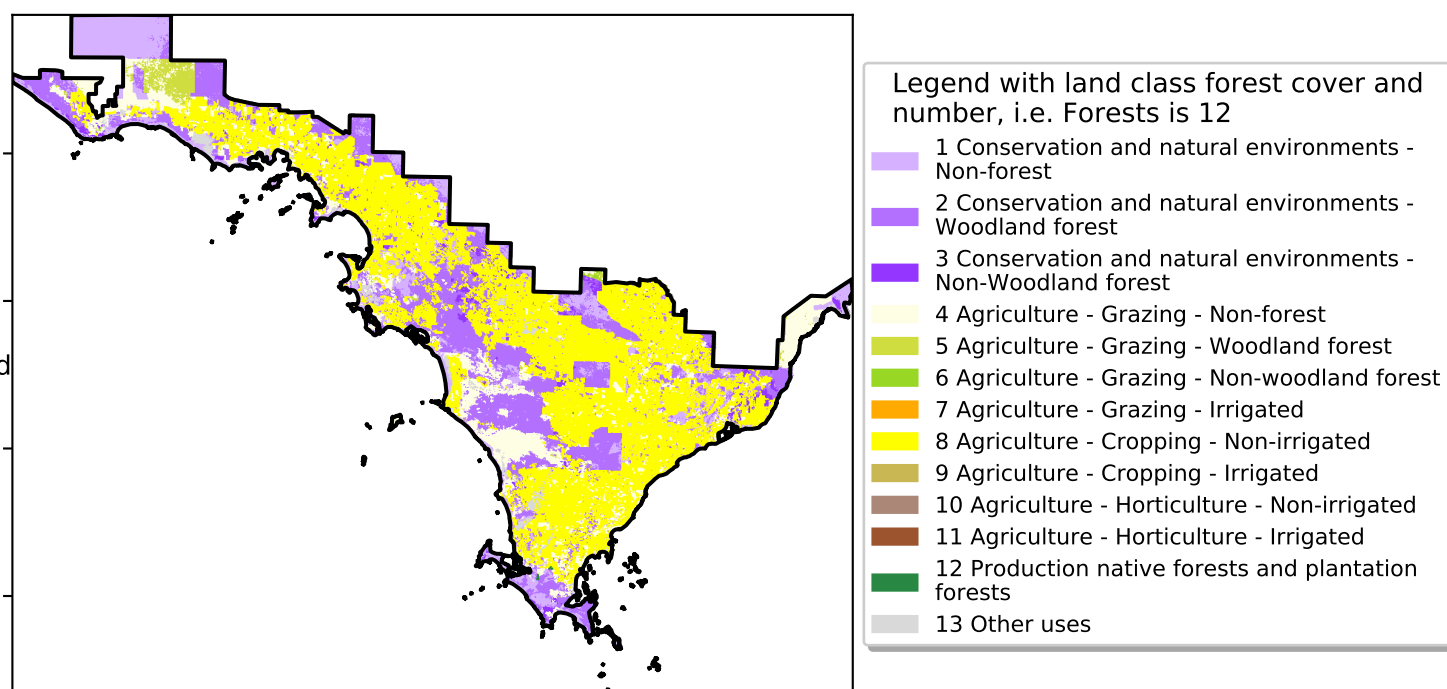 d
Legend with land class forest cover and
number, i.e. Forests is 12
1 Conservation and natural environments -
Non-forest
2 Conservation and natural environments -
Woodland forest
3 Conservation and natural environments -
Non-Woodland forest
4 Agriculture - Grazing - Non-forest
5 Agriculture - Grazing - Woodland forest
6 Agriculture - Grazing - Non-woodland forest
7 Agriculture - Grazing - Irrigated
8 Agriculture - Cropping - Non-irrigated
9 Agriculture - Cropping - Irrigated
10 Agriculture - Horticulture - Non-irrigated
11 Agriculture - Horticulture - Irrigated
12 Production native forests and plantation
forests
13 Other uses